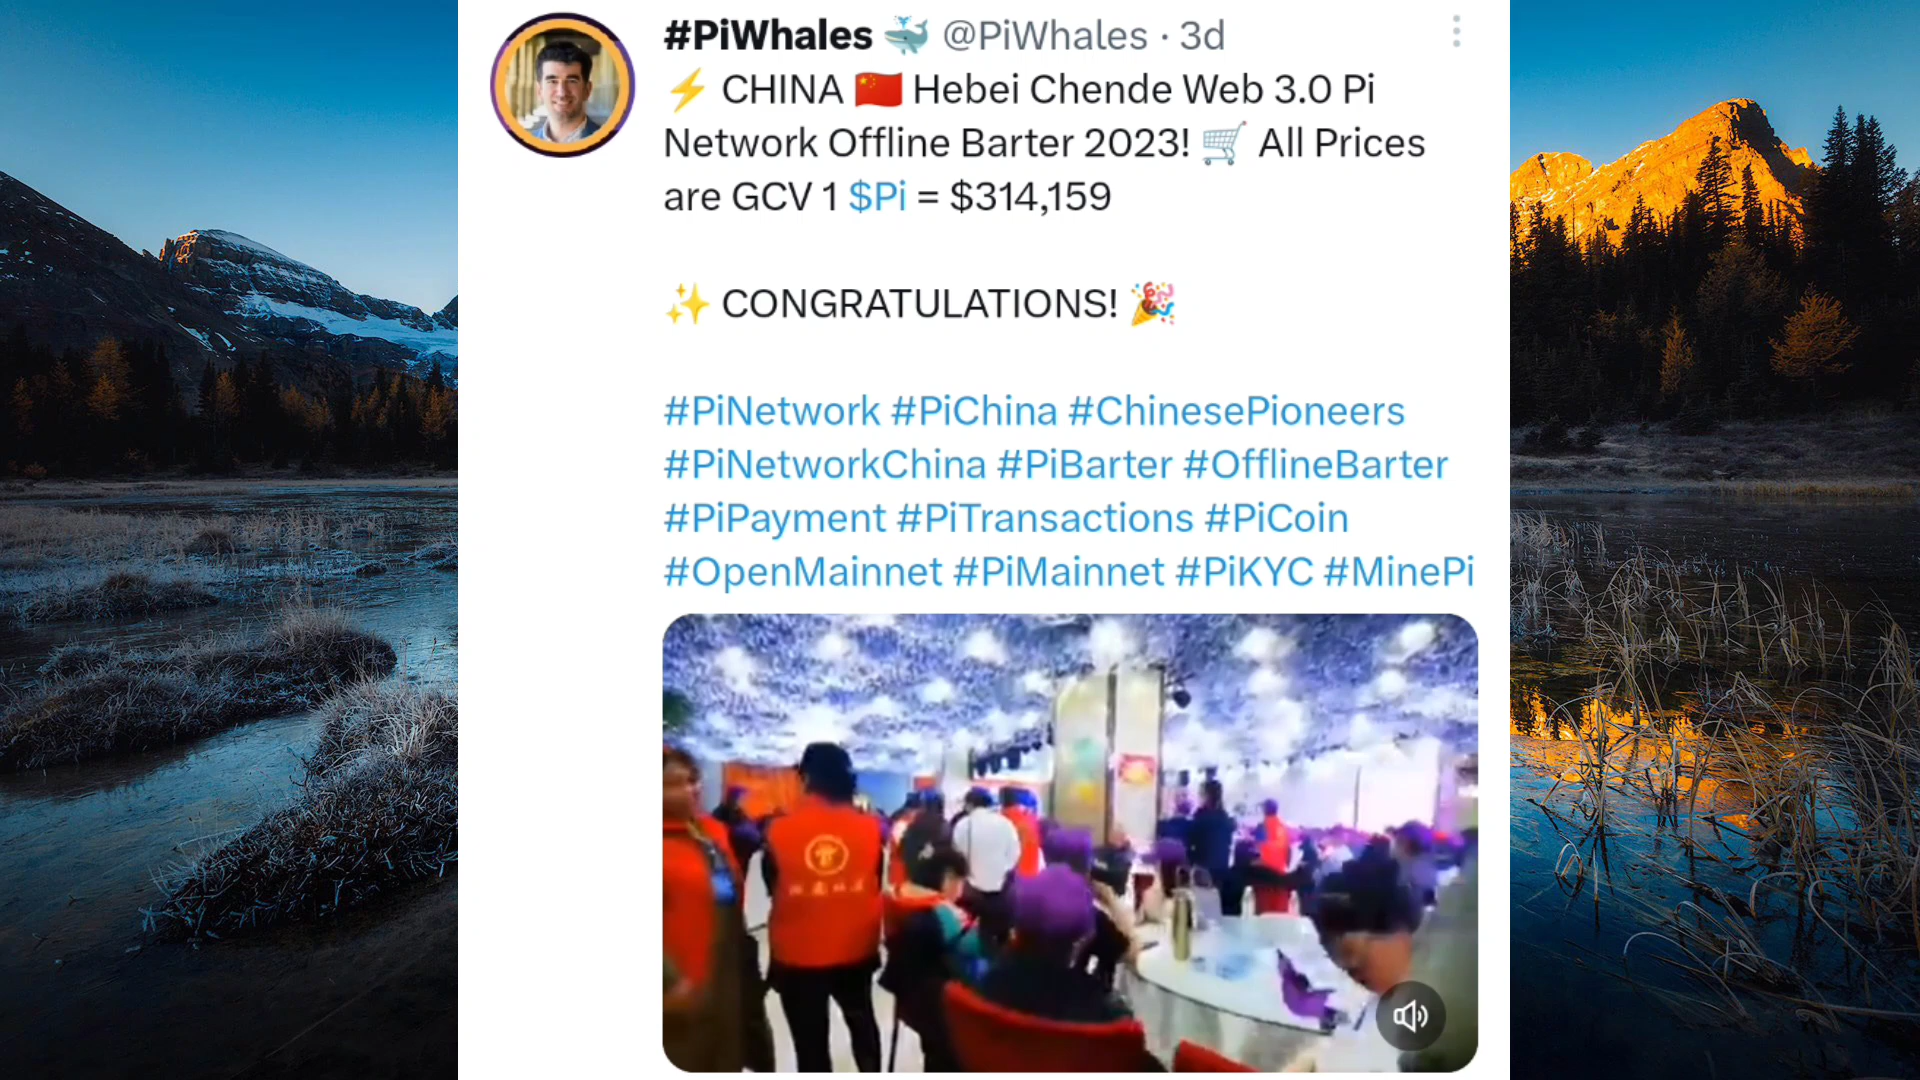 #PiWhales 🐳 @PiWhales · 3d
⚡ CHINA 🇨🇳 Hebei Chende Web 3.0 Pi
Network Offline Barter 2023! 🛒 All Prices
are GCV 1 $Pi = $314,159
✨ CONGRATULATIONS! 🎉
#PiNetwork #PiChina #ChinesePioneers
#PiNetworkChina #PiBarter #OfflineBarter
#PiPayment #PiTransactions #PiCoin
#OpenMainnet #PiMainnet #PiKYC #MinePi